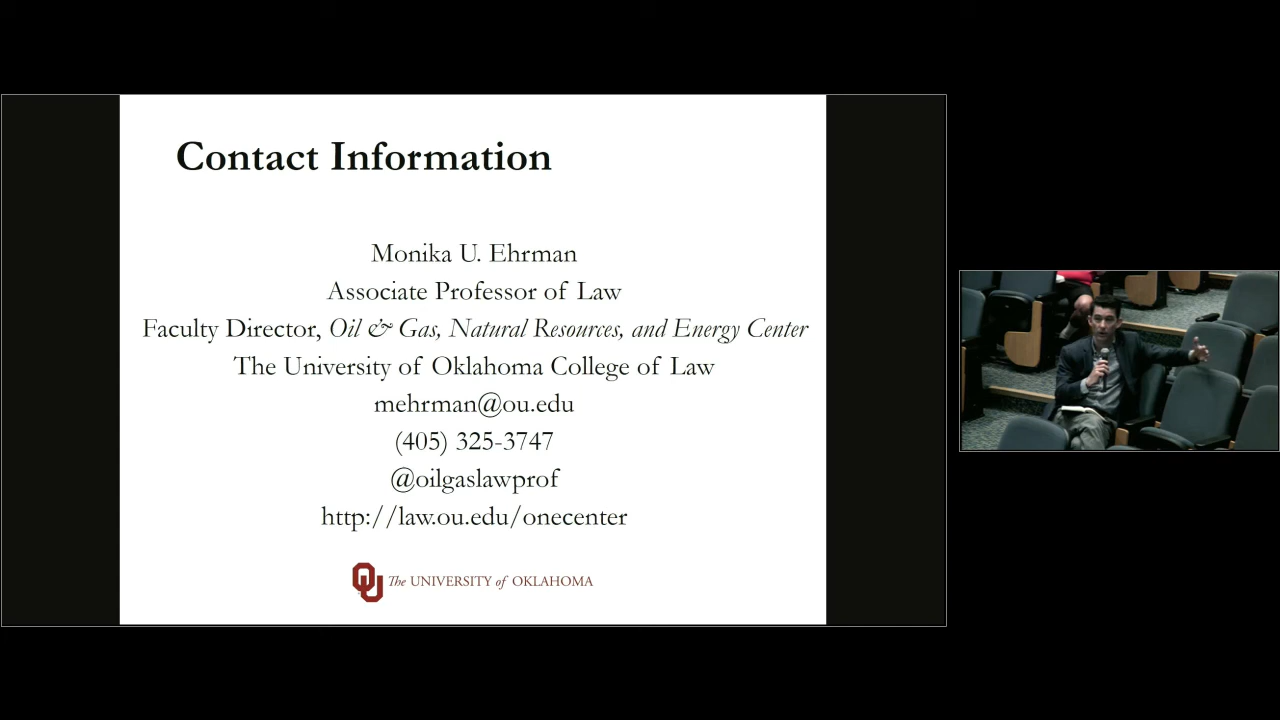 Contact Information
Monika U. Ehrman
Associate Professor of Law
Faculty Director, Oil & Gas, Natural Resources, and Energy Center
The University of Oklahoma College of Law
mehrman@ou.edu
(405) 325-3747
@oilgaslawprof
http://law.ou.edu/onecenter
OU The UNIVERSITY of OKLAHOMA